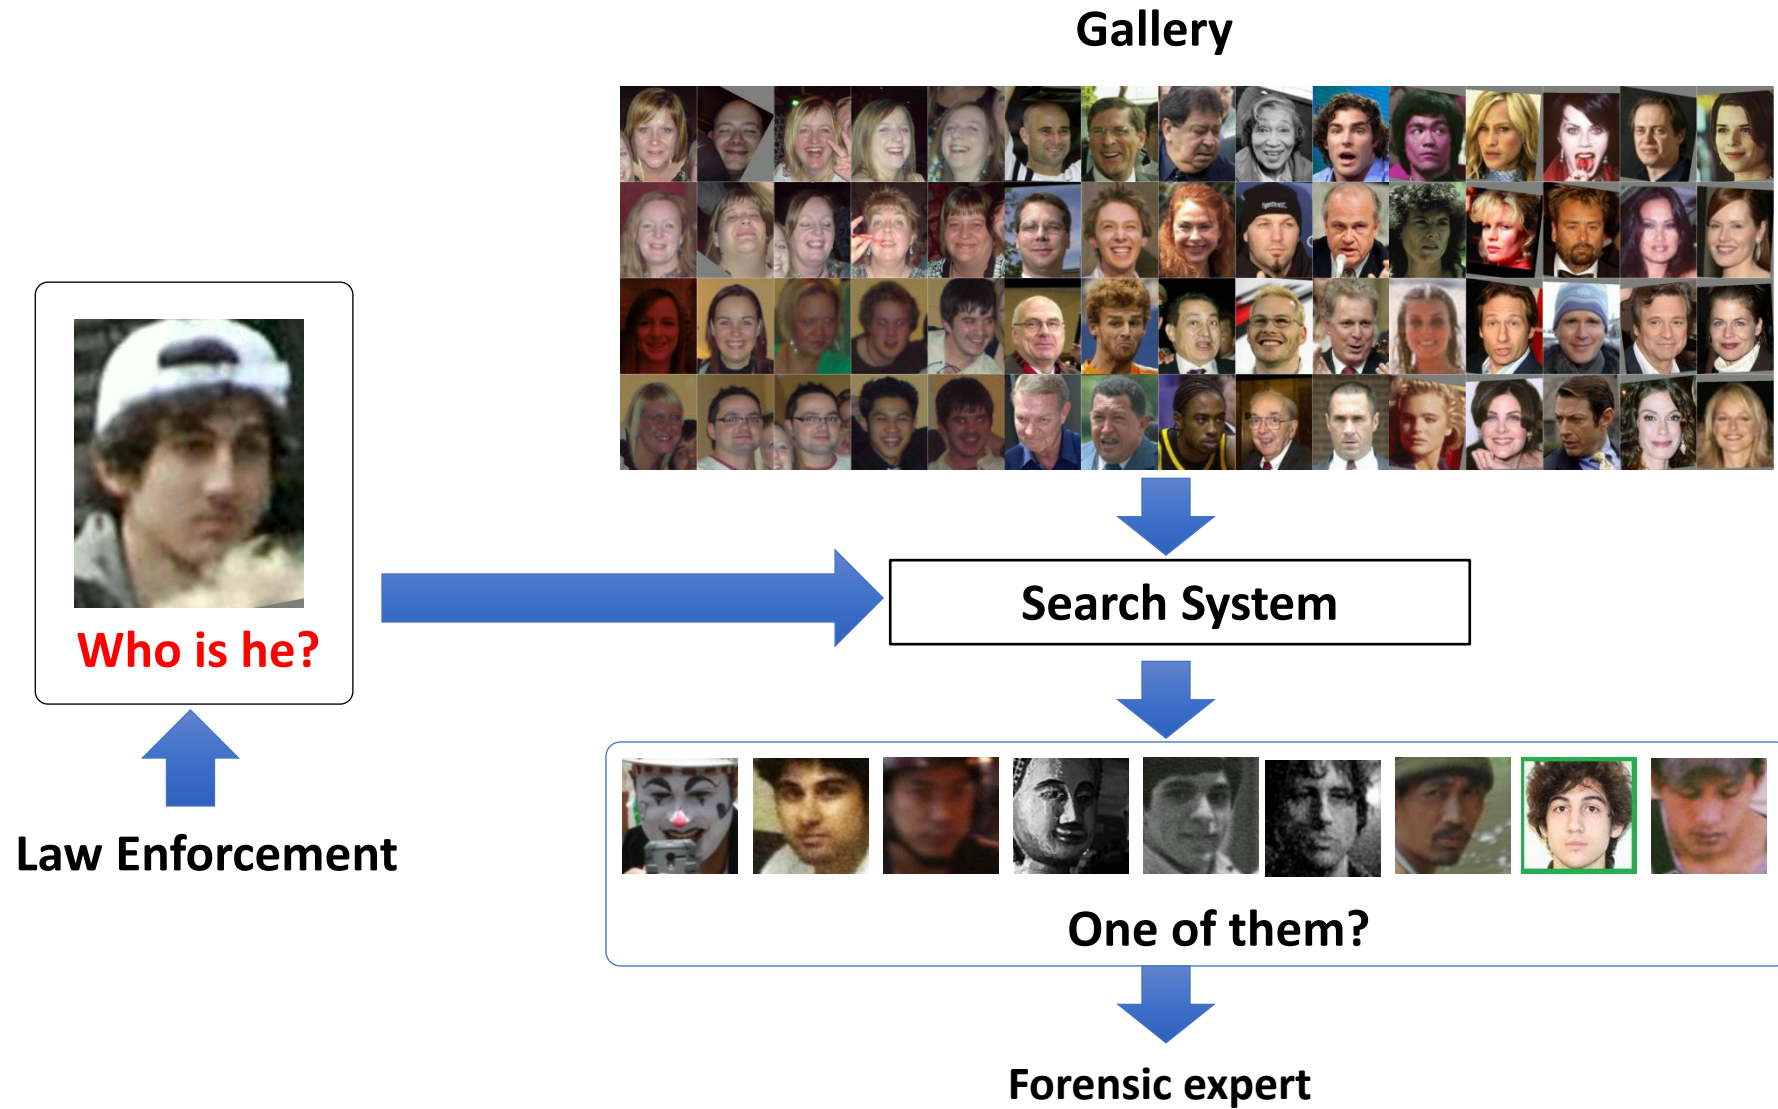 Gallery
Who is he?
Search System
Law Enforcement
One of them?
Forensic expert